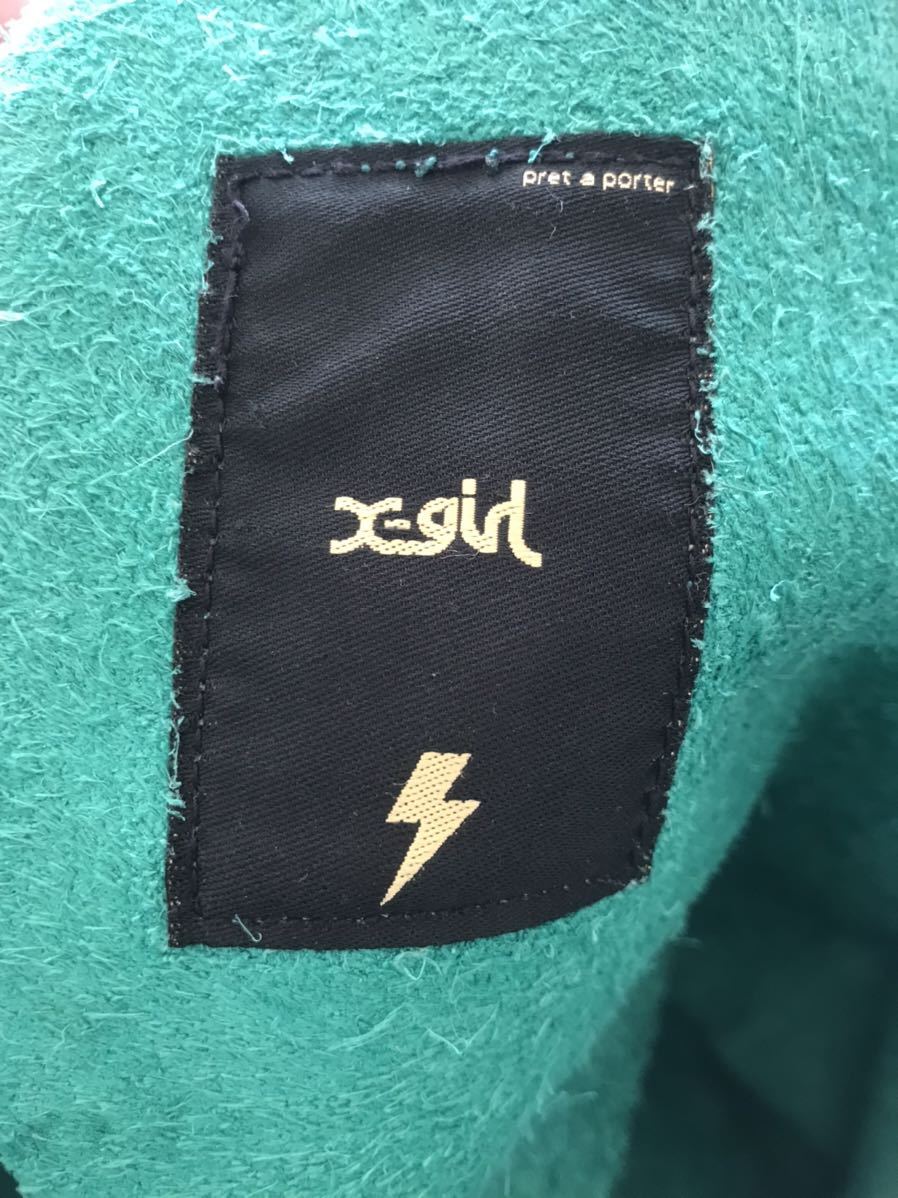 pret a porter
x-girl